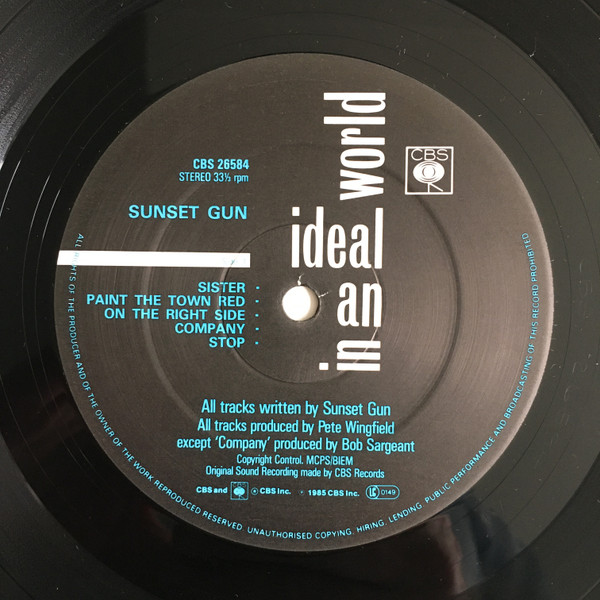 CBS 26584
STEREO 33⅓ rpm
SUNSET GUN
in an ideal world
CBS
SISTER •
PAINT THE TOWN RED •
ON THE RIGHT SIDE •
COMPANY •
STOP •
All tracks written by Sunset Gun
All tracks produced by Pete Wingfield
except 'Company' produced by Bob Sargeant
Copyright Control. MCPS/BIEM
Original Sound Recording made by CBS Records
CBS and CBS Inc. • 1985 CBS Inc. LC 0149
ALL RIGHTS OF THE PRODUCER AND OF THE OWNER OF THE WORK REPRODUCED RESERVED. UNAUTHORISED COPYING, HIRING, LENDING, PUBLIC PERFORMANCE AND BROADCASTING OF THIS RECORD PROHIBITED